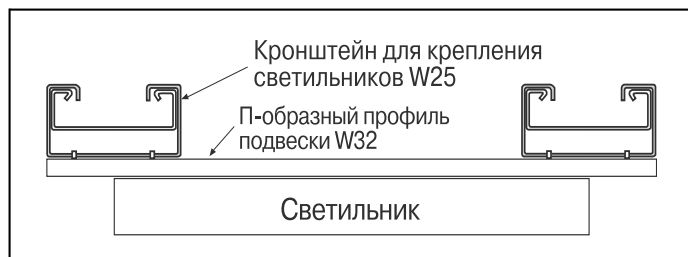 Кронштейн для крепления
светильников W25
П-образный профиль
подвески W32
Светильник